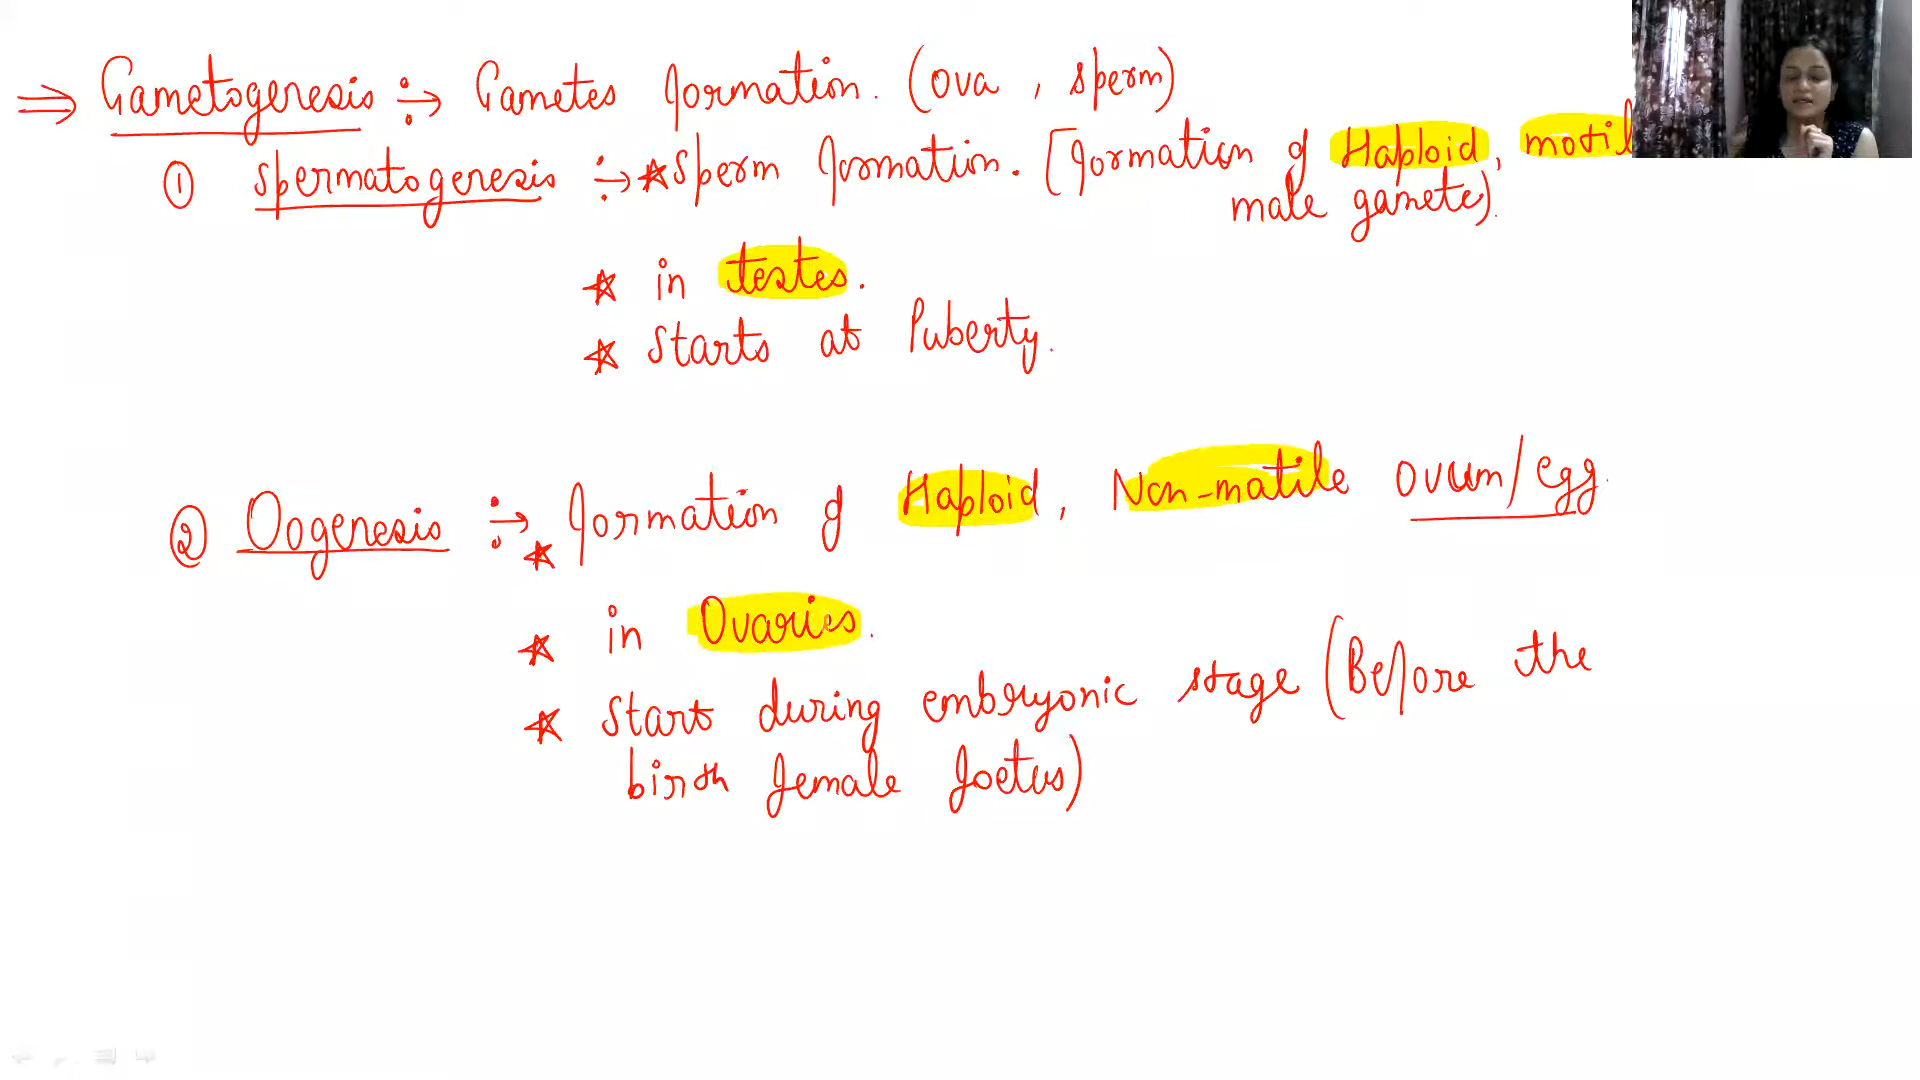 ⇒ Gametogenesis ÷→ Gametes formation. (ova , sperm)
① Spermatogenesis ÷→ ★ Sperm formation. [formation of Haploid, motil
male gamete).
★ in testes.
★ Starts at Puberty.
② Oogenesis ÷→ ★ formation of Haploid, Non-motile ovum/egg.
★ in Ovaries.
★ Start during embryonic stage (Before the
birth female foetus)